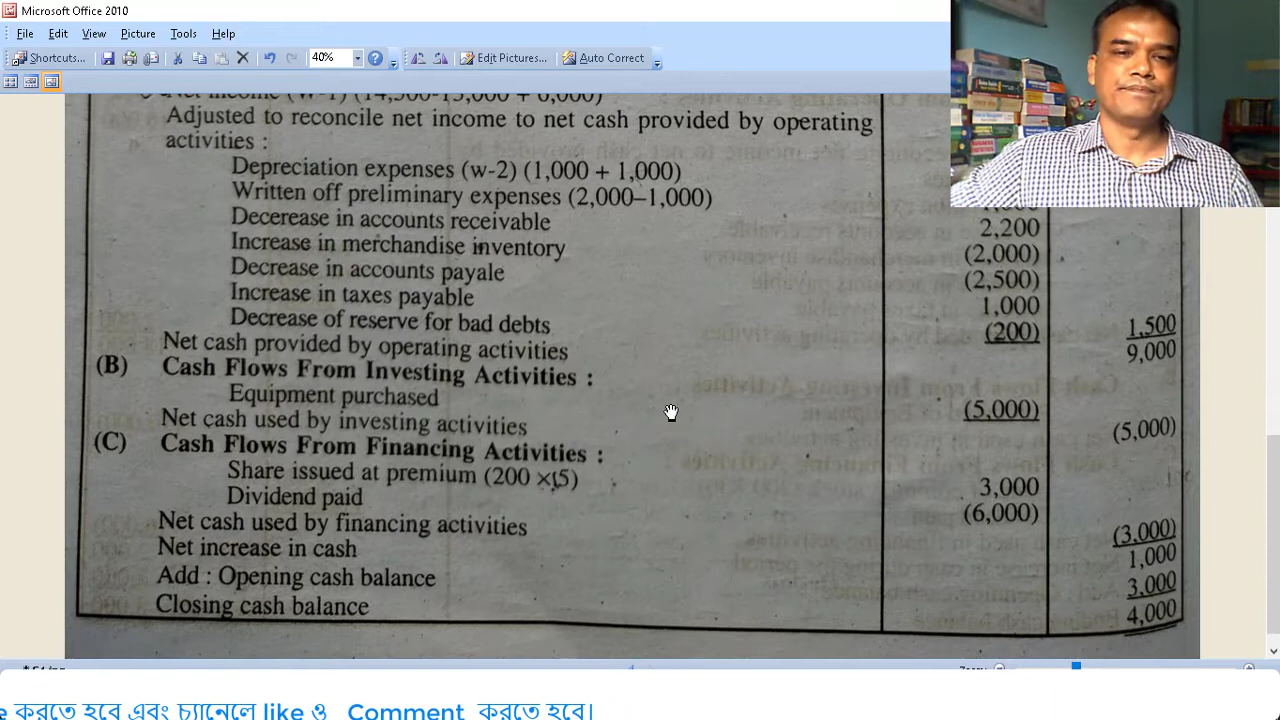 Microsoft Office 2010
File Edit View Picture Tools Help
Shortcuts... 40% Edit Pictures... Auto Correct
Adjusted to reconcile net income to net cash provided by operating
activities :
Depreciation expenses (w-2) (1,000 + 1,000)
Written off preliminary expenses (2,000–1,000)
Decerease in accounts receivable 2,200
Increase in merchandise inventory (2,000)
Decrease in accounts payale (2,500)
Increase in taxes payable 1,000
Decrease of reserve for bad debts (200) 1,500
Net cash provided by operating activities 9,000
(B) Cash Flows From Investing Activities :
Equipment purchased (5,000)
Net cash used by investing activities (5,000)
(C) Cash Flows From Financing Activities :
Share issued at premium (200 ×15) 3,000
Dividend paid (6,000)
Net cash used by financing activities (3,000)
Net increase in cash 1,000
Add : Opening cash balance 3,000
Closing cash balance 4,000
করতে হবে এবং চ্যানেলে like ও Comment করতে হবে।